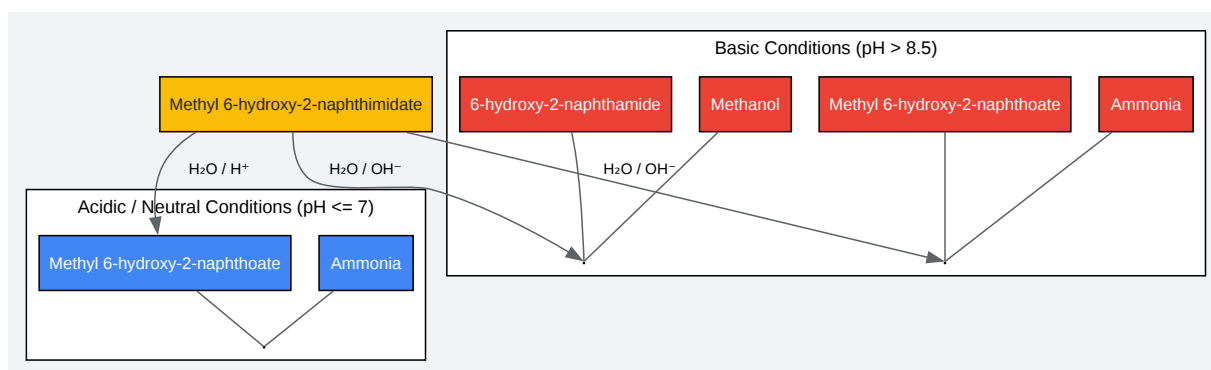 Basic Conditions (pH > 8.5)
Methyl 6-hydroxy-2-naphthimidate
6-hydroxy-2-naphthamide
Methanol
Methyl 6-hydroxy-2-naphthoate
Ammonia
H₂O / H⁺
H₂O / OH⁻
H₂O / OH⁻
Acidic / Neutral Conditions (pH <= 7)
Methyl 6-hydroxy-2-naphthoate
Ammonia